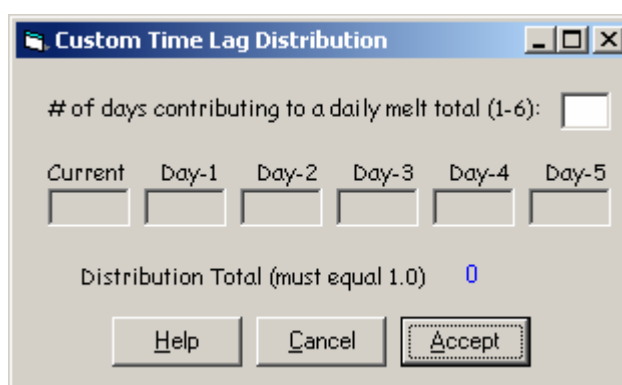 Custom Time Lag Distribution
# of days contributing to a daily melt total (1-6):
Current Day-1 Day-2 Day-3 Day-4 Day-5
Distribution Total (must equal 1.0) 0
Help Cancel Accept